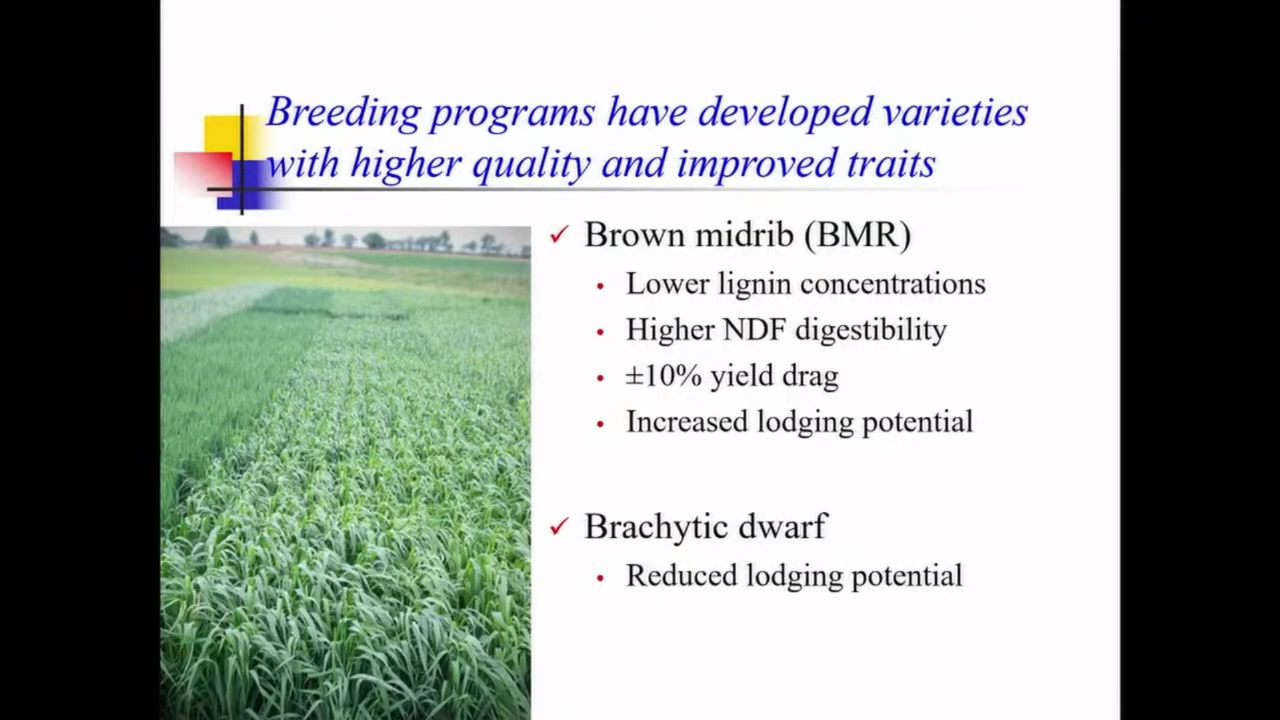 Breeding programs have developed varieties
with higher quality and improved traits
✓ Brown midrib (BMR)
• Lower lignin concentrations
• Higher NDF digestibility
• ±10% yield drag
• Increased lodging potential
✓ Brachytic dwarf
• Reduced lodging potential